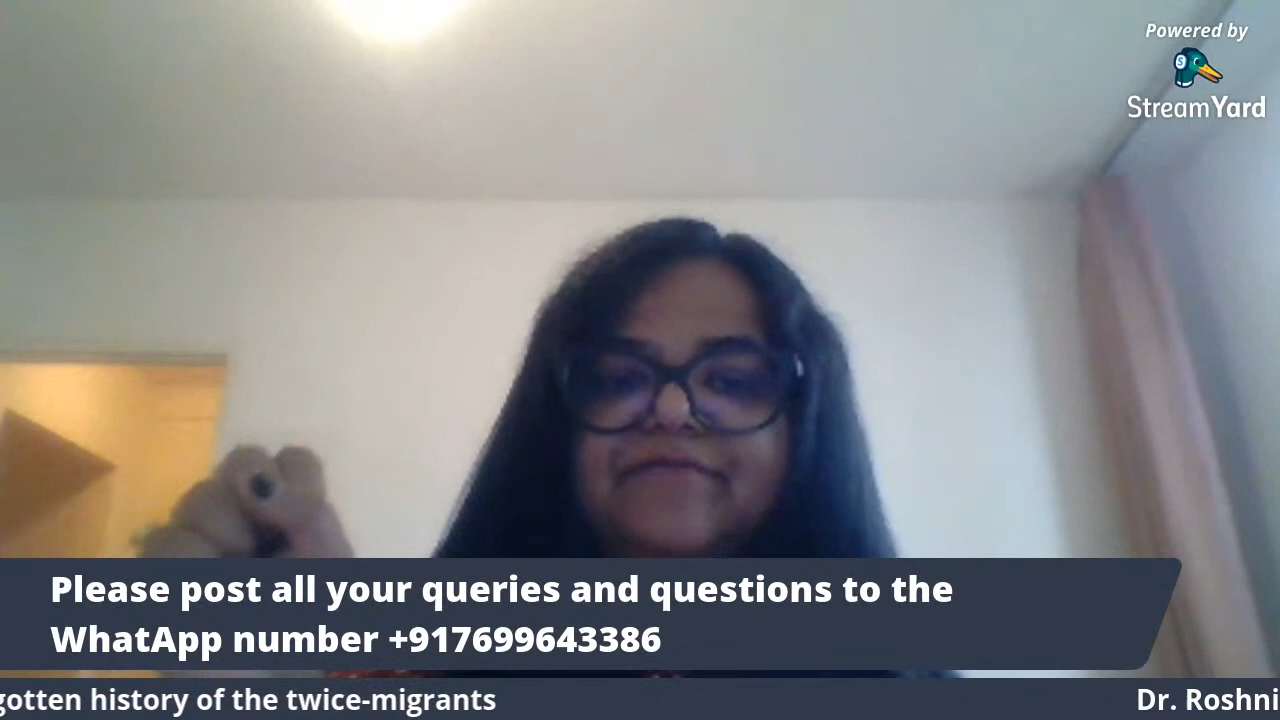 Powered by
StreamYard
Please post all your queries and questions to the
WhatApp number +917699643386
gotten history of the twice-migrants
Dr. Roshni